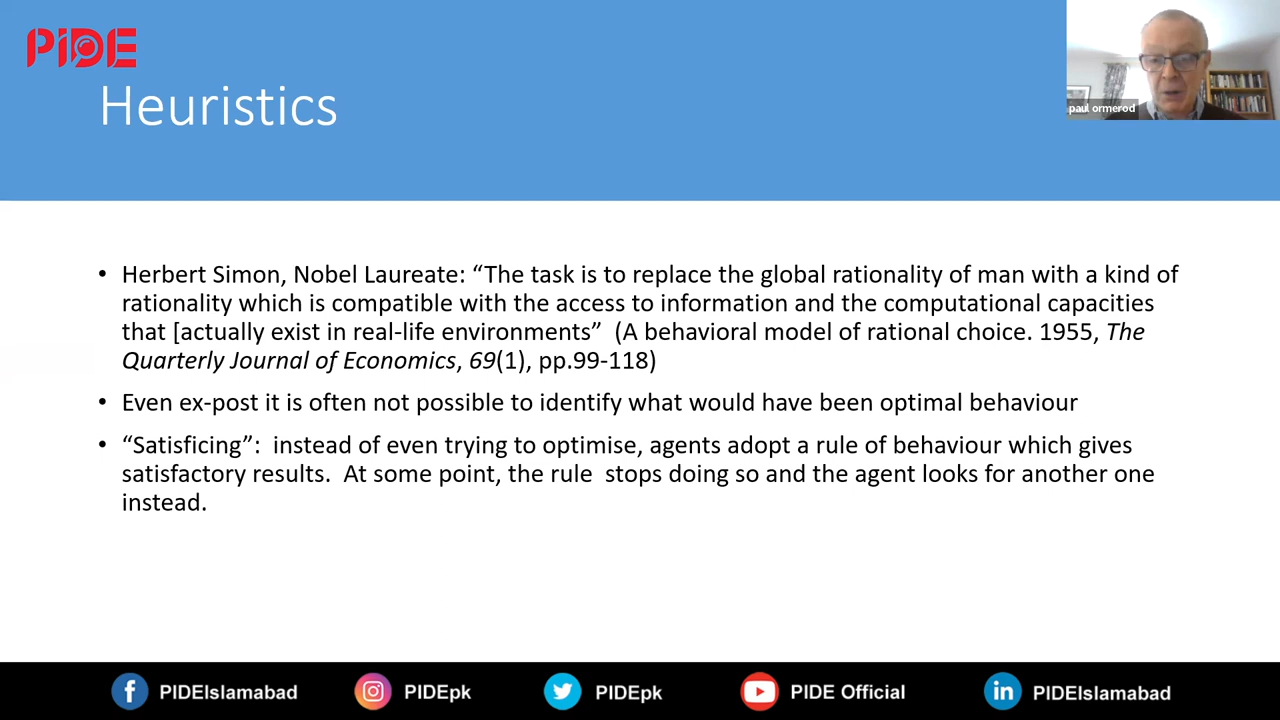 PIDE
Heuristics
paul ormerod
• Herbert Simon, Nobel Laureate: “The task is to replace the global rationality of man with a kind of
rationality which is compatible with the access to information and the computational capacities
that [actually exist in real-life environments”  (A behavioral model of rational choice. 1955, The
Quarterly Journal of Economics, 69(1), pp.99-118)
• Even ex-post it is often not possible to identify what would have been optimal behaviour
• “Satisficing”:  instead of even trying to optimise, agents adopt a rule of behaviour which gives
satisfactory results.  At some point, the rule  stops doing so and the agent looks for another one
instead.
PIDEIslamabad
PIDEpk
PIDEpk
PIDE Official
PIDEIslamabad